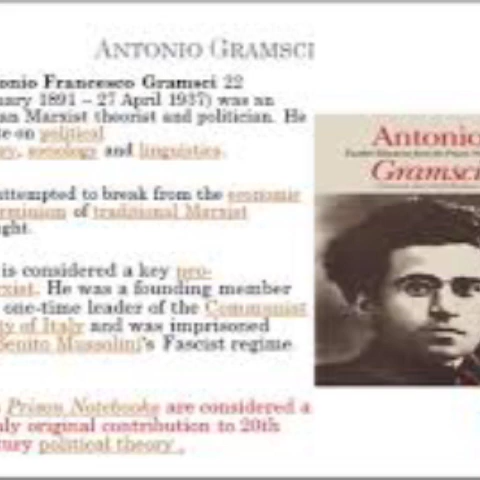 ANTONIO GRAMSCI
onio Francesco Gramsci 22
uary 1891 – 27 April 1937) was an
an Marxist theorist and politician. He
te on political
ry, sociology and linguistics.
attempted to break from the economic
erminion of traditional Marxist
ght.
is considered a key neo-
rxist. He was a founding member
one-time leader of the Communist
ty of Italy and was imprisoned
Benito Mussolini's Fascist regime
Prison Notebooks are considered a
hly original contribution to 20th
tury political theory .
Antonio
Gramsci